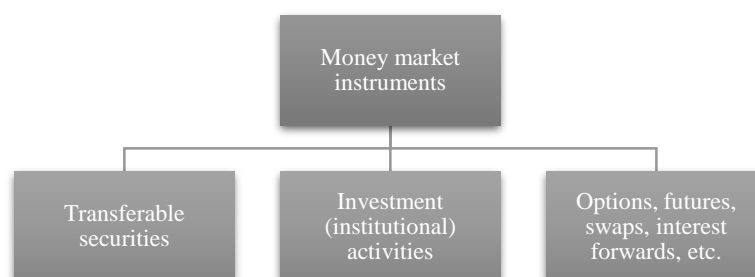 Money market
instruments
Transferable
securities
Investment
(institutional)
activities
Options, futures,
swaps, interest
forwards, etc.